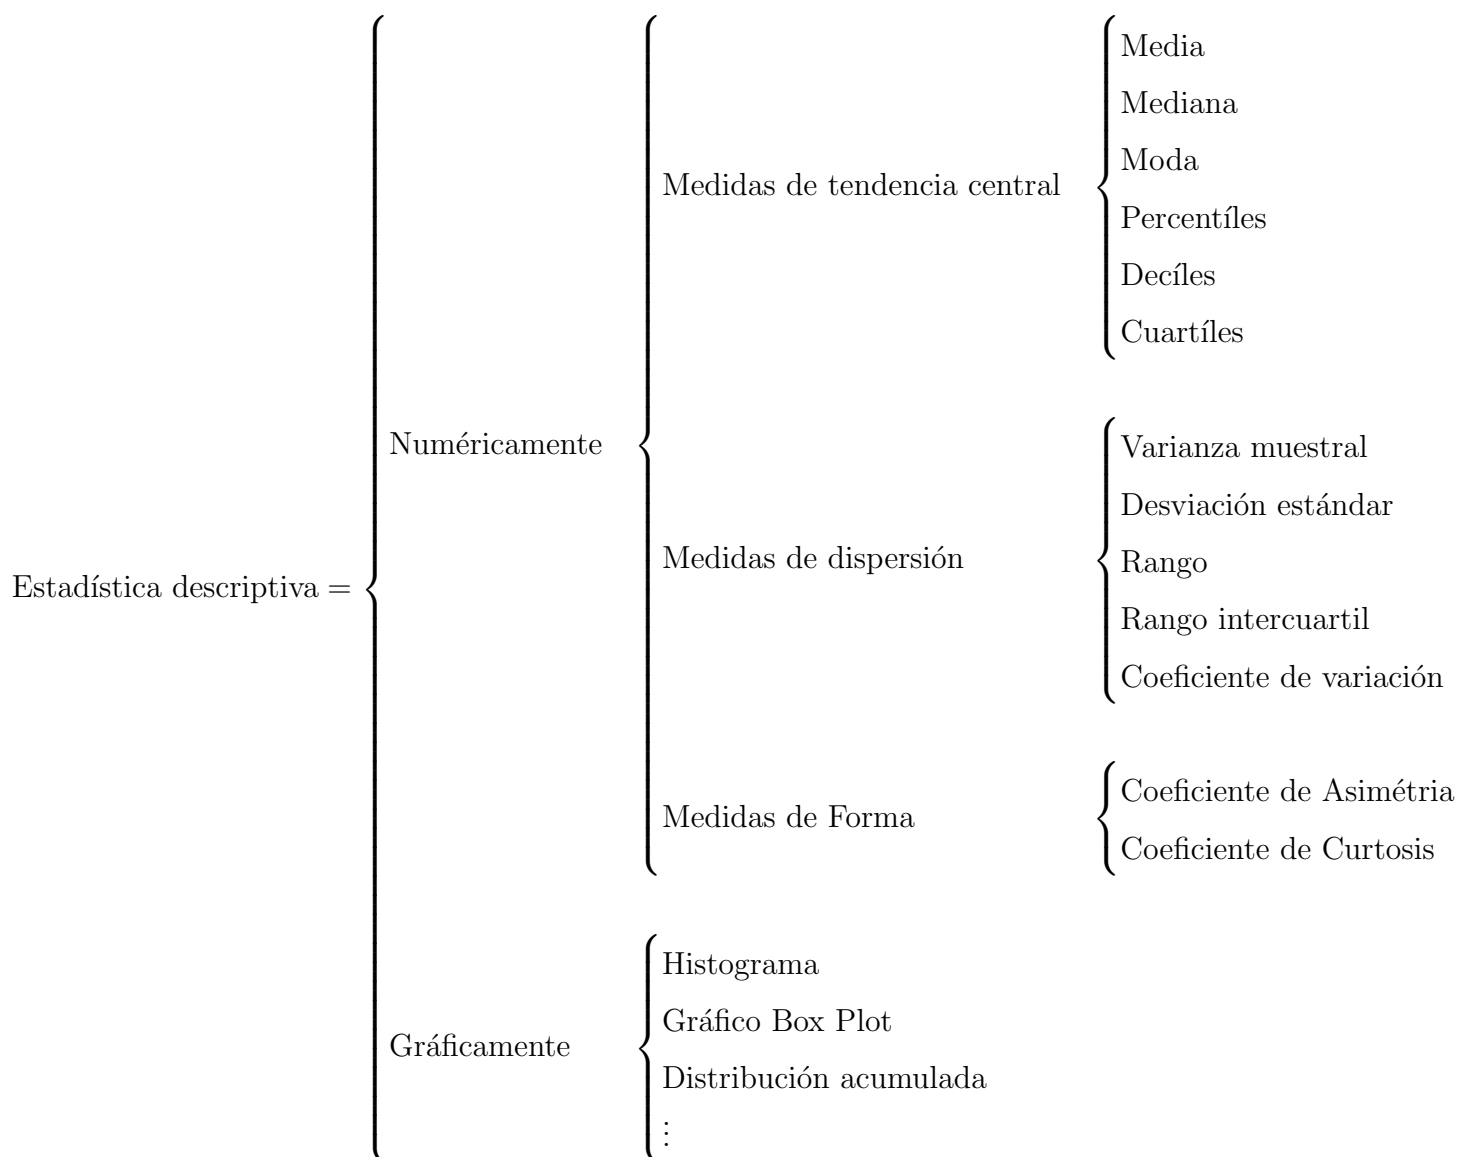 Estadística descriptiva =
Numéricamente
Medidas de tendencia central
Media
Mediana
Moda
Percentíles
Decíles
Cuartíles
Medidas de dispersión
Varianza muestral
Desviación estándar
Rango
Rango intercuartil
Coeficiente de variación
Medidas de Forma
Coeficiente de Asimétria
Coeficiente de Curtosis
Gráficamente
Histograma
Gráfico Box Plot
Distribución acumulada
⋮